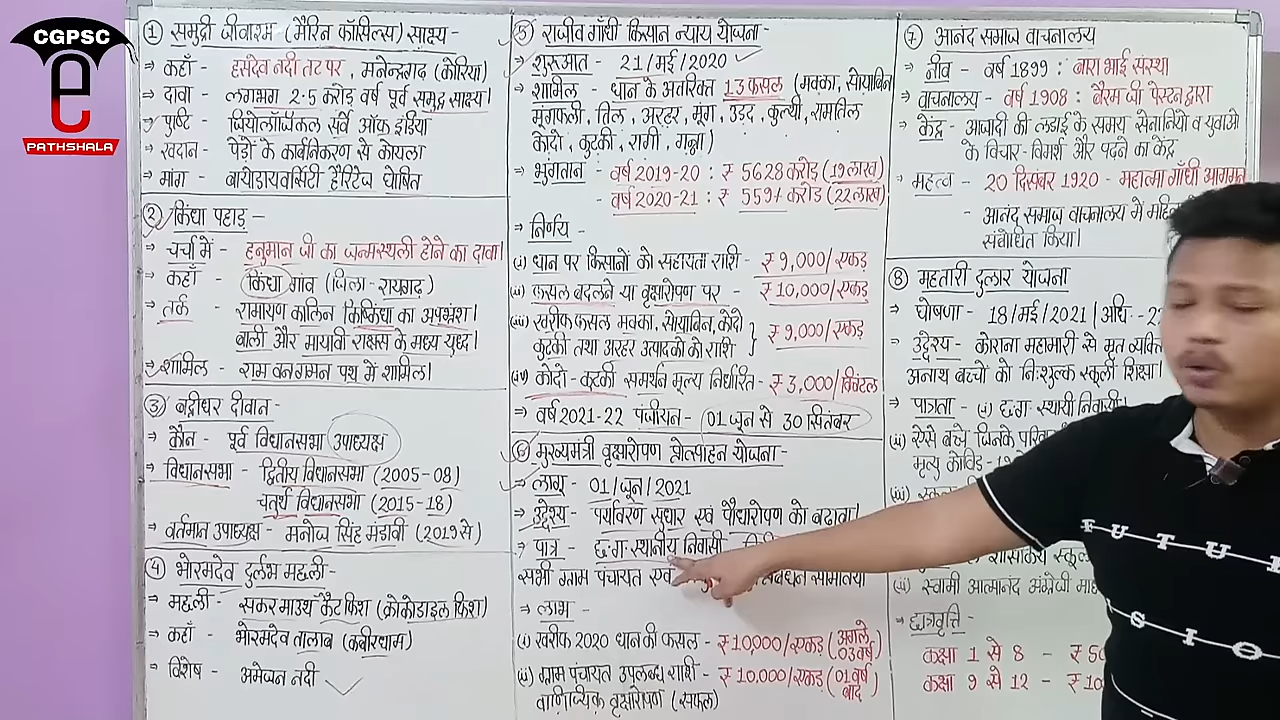 CGPSC
e
PATHSHALA
① समुद्री जीवाश्म (मैरिन फॉसिल्स) साक्ष्य -
⇒ कहाँ - हसदेव नदी तट पर, मनेन्द्रगढ़ (कोरिया)
⇒ दावा - लगभग 2.5 करोड़ वर्ष पूर्व समुद्र साक्ष्य।
⇒ पुष्टि - जियोलॉजिकल सर्वे ऑफ इंडिया
⇒ खदान - पेड़ों के कार्बनिकरण से कोयला
⇒ मांग - बायोडायवर्सिटी हैरिटेज घोषित
② किंधा पहाड़ -
⇒ चर्चा में - हनुमान जी का जन्मस्थली होने का दावा।
⇒ कहाँ - किंधा गांव (जिला - रायगढ़)
⇒ तर्क - रामायण कालिन किष्किंधा का अपभ्रंश।
बाली और मायावी राक्षस के मध्य युध्द।
⇒ शामिल - राम वन गमन पथ में शामिल।
③ बद्रीधर दीवान -
⇒ कौन - पूर्व विधानसभा उपाध्यक्ष
⇒ विधानसभा - द्वितीय विधानसभा (2005-08)
चतुर्थ विधानसभा (2015-18)
⇒ वर्तमान उपाध्यक्ष - मनोज सिंह मंडावी (2019 से)
④ भोरमदेव दुर्लभ मछली -
⇒ मछली - सकर माउथ कैट फिश (क्रोकोडाइल फिश)
⇒ कहाँ - भोरमदेव तालाब (कबीरधाम)
⇒ विशेष - अमेजन नदी
⑤ राजीव गाँधी किसान न्याय योजना -
⇒ शुरूआत - 21/मई/2020
⇒ शामिल - धान के अतिरिक्त 13 फसल (मक्का, सोयाबिन
मुंगफली, तिल, अरहर, मूंग, उड़द, कुल्थी, रामतिल
कोदो, कुटकी, रागी, गन्ना)
⇒ भुगतान - वर्ष 2019-20 : ₹ 5628 करोड़ (19 लाख)
- वर्ष 2020-21 : ₹ 5597 करोड़ (22 लाख)
⇒ निर्णय -
(i) धान पर किसानों को सहायता राशि - ₹ 9,000/एकड़
(ii) फसल बदलने या वृक्षारोपण पर - ₹ 10,000/एकड़
(iii) खरीफ फसल मक्का, सोयाबिन, कोदो
कुटकी तथा अरहर उत्पादको को राशि } ₹ 9,000/एकड़
(iv) कोदो-कुटकी समर्थन मूल्य निर्धारित - ₹ 3,000/क्विंटल
⇒ वर्ष 2021-22 पंजीयन - 01 जून से 30 सितंबर
⑥ मुख्यमंत्री वृक्षारोपण प्रोत्साहन योजना -
⇒ लागू - 01/जून/2021
⇒ उद्देश्य - पर्यावरण सुधार एवं पौधारोपण को बढ़ावा।
⇒ पात्र - छ.ग. स्थानीय निवासी
सभी ग्राम पंचायत एवं
⇒ लाभ -
(i) खरीफ 2020 धान की फसल - ₹ 10,000/एकड़ (अगले 03 वर्ष)
(ii) ग्राम पंचायत उपलब्ध राशि - ₹ 10,000/एकड़ (01 वर्ष बाद)
वाणिज्यिक वृक्षारोपण (सफल)
⑦ आनंद समाज वाचनालय
⇒ नींव - वर्ष 1899 : बारा भाई संस्था
⇒ वाचनालय - वर्ष 1908 : बैरम जी पेस्टन द्वारा
⇒ केंद्र - आजादी की लडाई के समय सेनानियो व युवाओ
के विचार-विमर्श और पढ़ने का केंद्र
⇒ महत्व - 20 दिसंबर 1920 - महात्मा गाँधी आगमन
- आनंद समाज वाचनालय में
संबोधित किया।
⑧ महतारी दुलार योजना
⇒ घोषणा - 18/मई/2021 | अधि.-
⇒ उद्देश्य - कोरोना महामारी से मृत व्यक्ति
अनाथ बच्चों को निःशुल्क स्कूली शिक्षा।
⇒ पात्रता - (i) छ.ग. स्थायी निवासी।
(ii) ऐसे बच्चे जिनके
मृत्यु कोविड-
(iii)
(iii) स्वामी आत्मानंद अंग्रेजी
⇒ छात्रवृत्ति -
कक्षा 1 से 8 -
कक्षा 9 से 12 -
FUTU
SIO